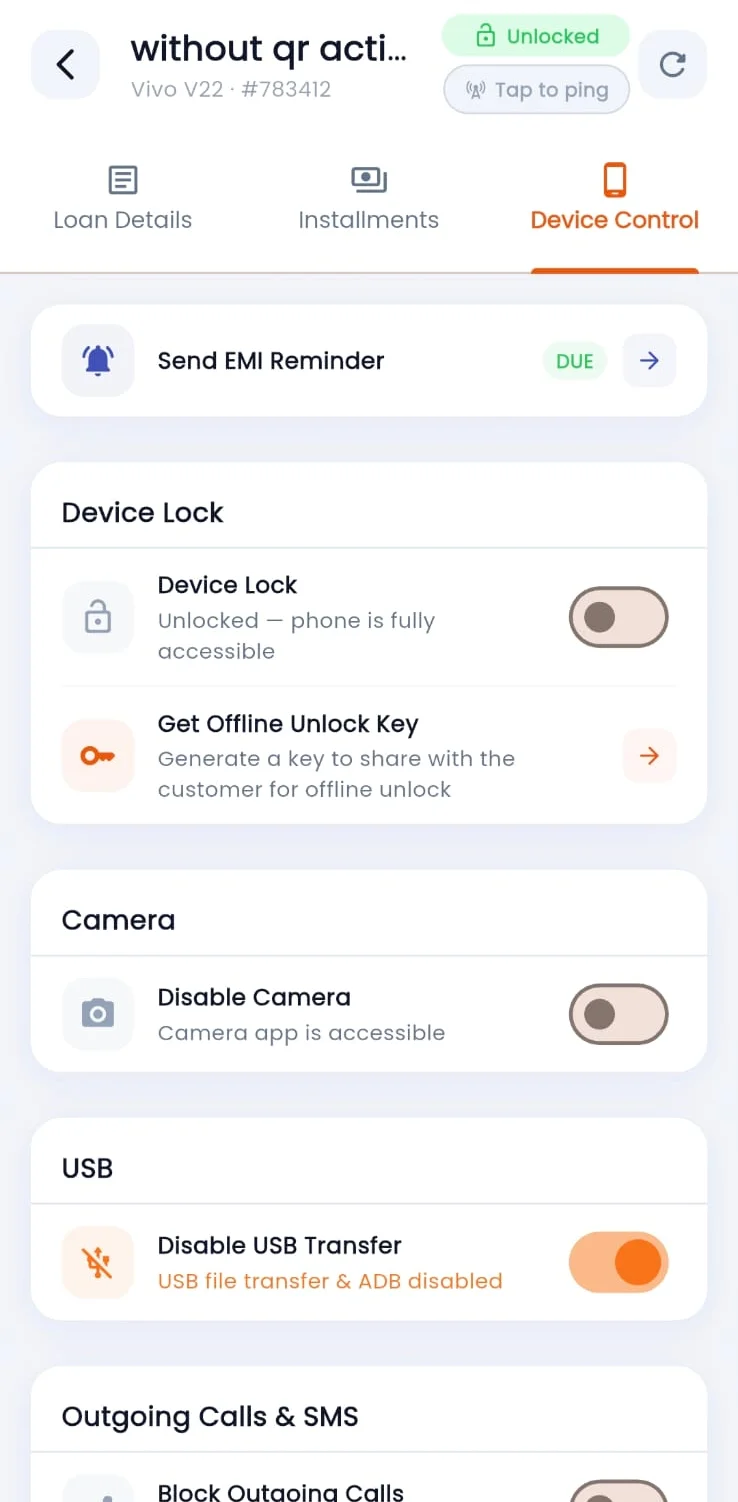 without qr acti...
Unlocked
Vivo V22 · #783412
Tap to ping
Loan Details
Installments
Device Control
Send EMI Reminder
DUE
Device Lock
Device Lock
Unlocked — phone is fully
accessible
Get Offline Unlock Key
Generate a key to share with the
customer for offline unlock
Camera
Disable Camera
Camera app is accessible
USB
Disable USB Transfer
USB file transfer & ADB disabled
Outgoing Calls & SMS
Block Outgoing Calls